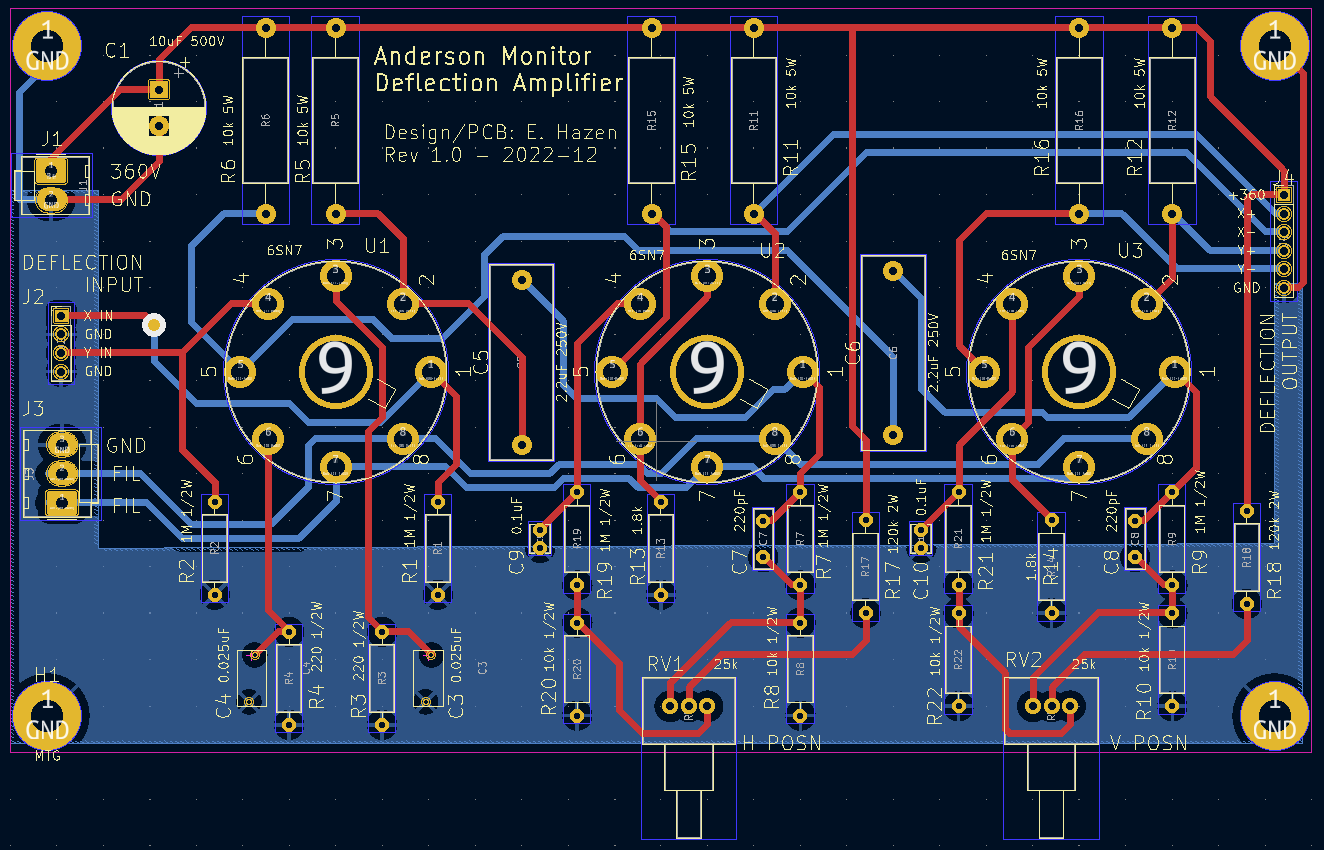 1
GND
C1
10uF 500V
+
R6
10k 5W
R6
R5
10k 5W
R5
Anderson Monitor
Deflection Amplifier
Design/PCB: E. Hazen
Rev 1.0 - 2022-12
R15
R15
10k 5W
R11
R11
10k 5W
R16
10k 5W
R16
R12
10k 5W
R12
1
GND
J1
360V
GND
+360
X+
X-
Y+
Y-
GND
DEFLECTION
OUTPUT
DEFLECTION
INPUT
J2
X IN
GND
Y IN
GND
J3
GND
FIL
FIL
6SN7
U1
3
4
2
5
9
1
6
8
7
C5
2.2uF 250V
6SN7
U2
3
4
2
5
9
1
6
8
7
C6
C6
2.2uF 250V
6SN7
U3
3
4
2
5
9
1
6
8
7
R2
1M 1/2W
R2
R1
1M 1/2W
R1
C9
0.1uF
R19
R19
1M 1/2W
R13
1.8k
R13
C7
220pF
C7
R7
R7
1M 1/2W
R17
R17
120k 2W
C10
0.1uF
R21
R21
1M 1/2W
R14
1.8k
C8
220pF
C8
R9
R9
1M 1/2W
R18
R18
120k 2W
C4
0.025uF
C4
R4
R4
220 1/2W
R3
220 1/2W
R3
C3
0.025uF
C3
R20
10k 1/2W
R20
RV1
25k
H POSN
R8
10k 1/2W
R8
R22
10k 1/2W
R22
RV2
25k
V POSN
R10
10k 1/2W
H1
1
GND
MTG
1
GND